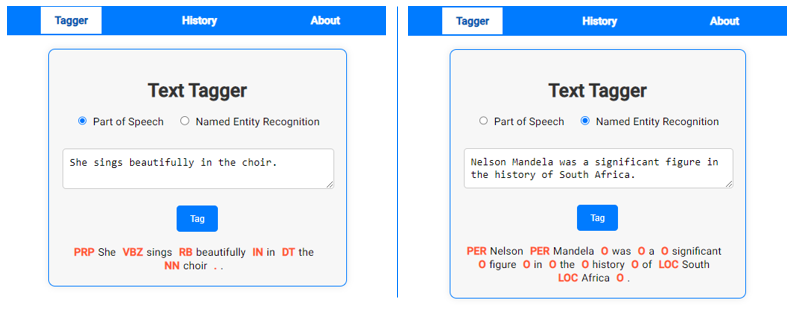 Tagger History About
Text Tagger
Part of Speech Named Entity Recognition
She sings beautifully in the choir.
Tag
PRP She VBZ sings RB beautifully IN in DT the
NN choir . .
Tagger History About
Text Tagger
Part of Speech Named Entity Recognition
Nelson Mandela was a significant figure in
the history of South Africa.
Tag
PER Nelson PER Mandela O was O a O significant
O figure O in O the O history O of LOC South
LOC Africa O .